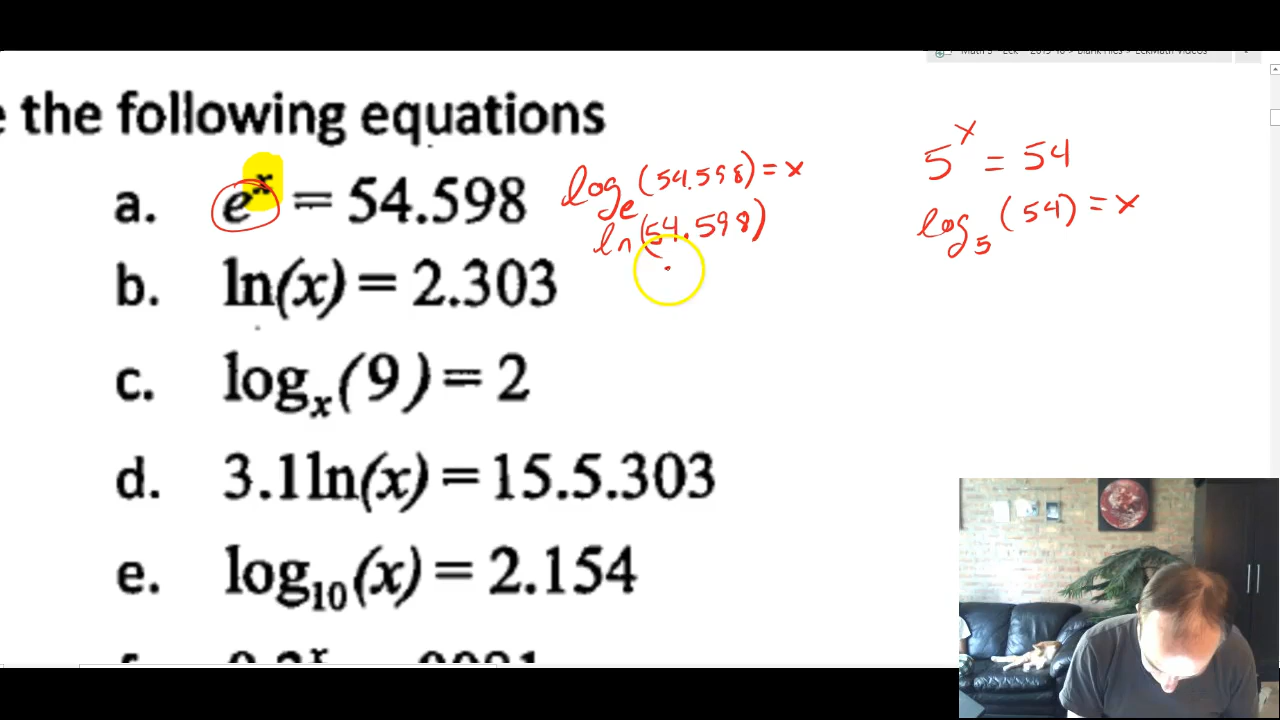 the following equations
a. e^x = 54.598
log_e (54.598) = x
ln (54.598)
b. ln(x) = 2.303
c. log_x (9) = 2
d. 3.1ln(x) = 15.5.303
e. log_10 (x) = 2.154
5^x = 54
log_5 (54) = x